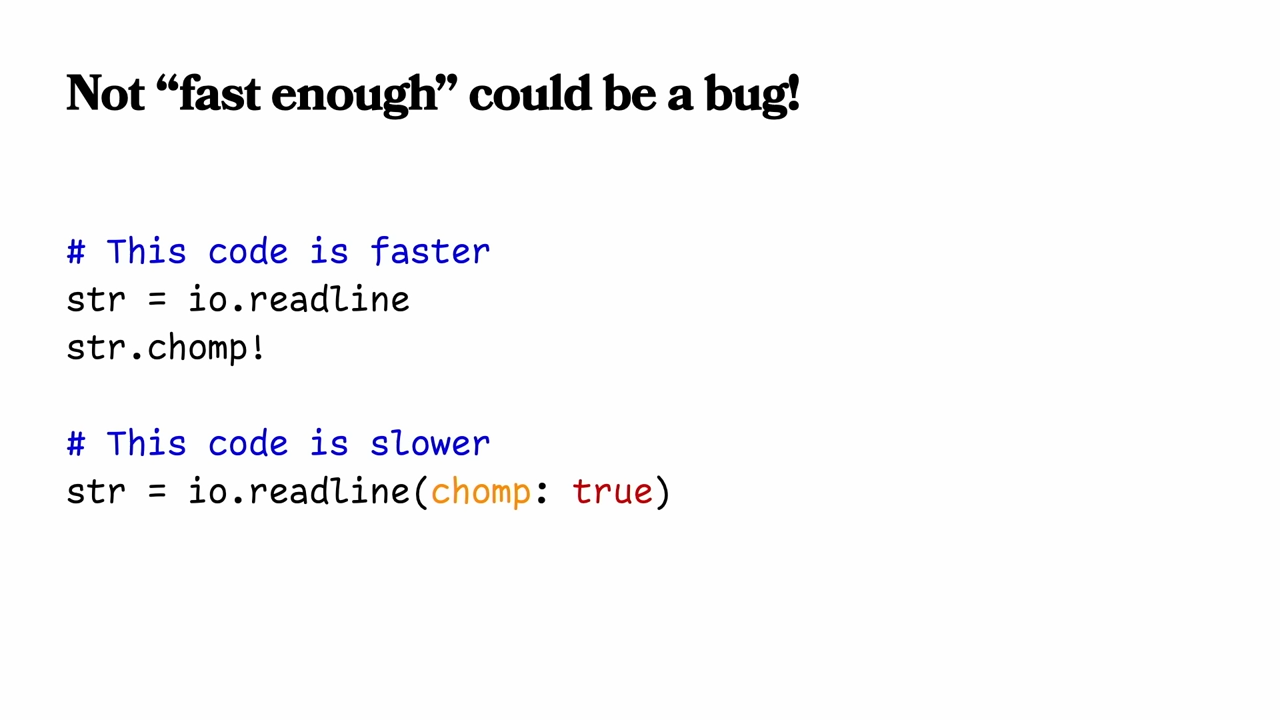 Not “fast enough” could be a bug!
# This code is faster
str = io.readline
str.chomp!
# This code is slower
str = io.readline(chomp: true)